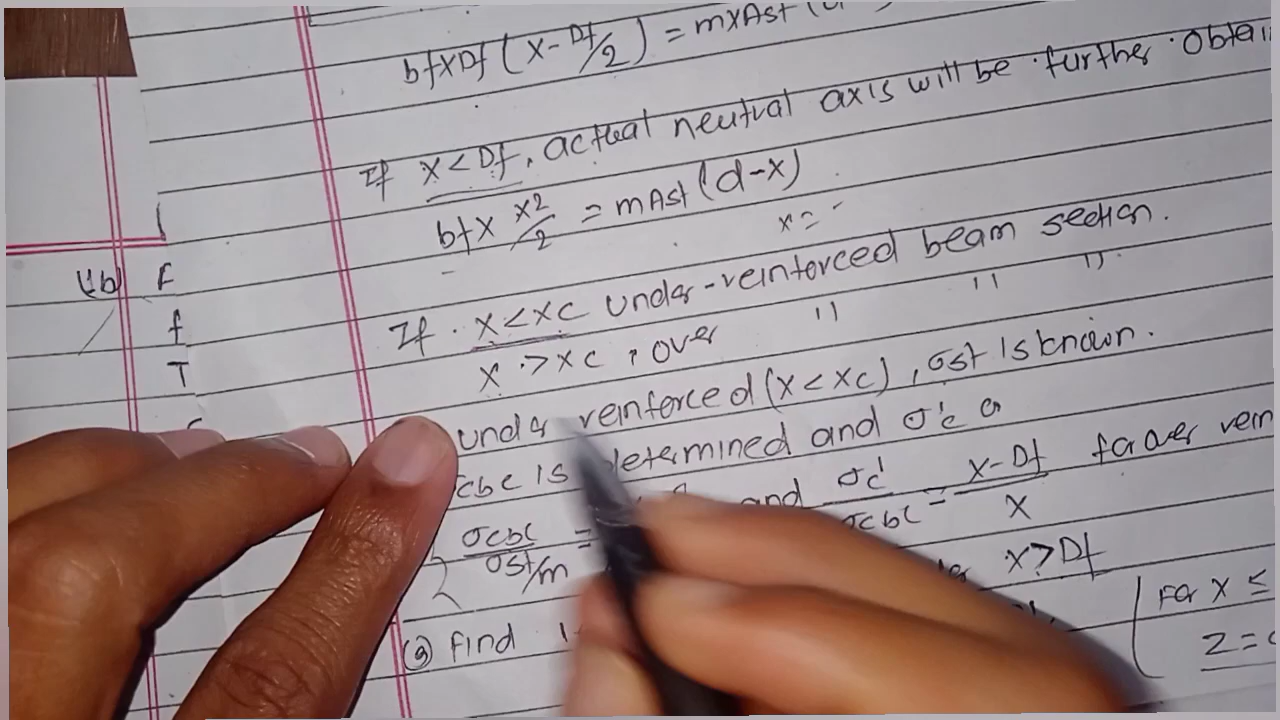 bf×Df (x-Df/2) = m×Ast
If x<Df, actual neutral axis will be further obtai
bf× x2/2 = mAst(d-x)
x=-
If x<xc under-reinforced beam section.
x >xc, over " " "
under reinforced (x<xc), σst is known.
cbc is determined and σ'c
σcbc/σst/m = and σc'/σcbc = x-Df/x for over rein
x>Df
(3) find
For x ≤
Z=
(b) F
f
T